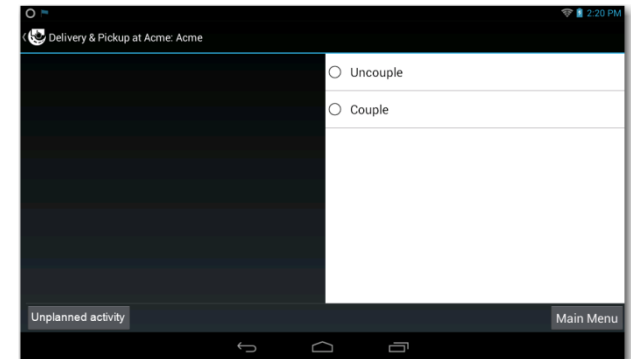 2:20 PM
Delivery & Pickup at Acme: Acme
Uncouple
Couple
Unplanned activity
Main Menu